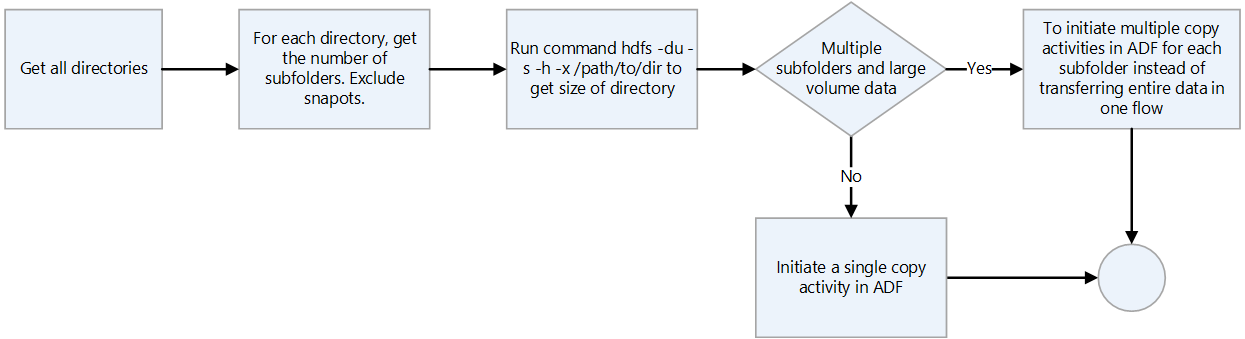 Get all directories
For each directory, get
the number of
subfolders. Exclude
snapots.
Run command hdfs -du -
s -h -x /path/to/dir to
get size of directory
Multiple
subfolders and large
volume data
Yes
To initiate multiple copy
activities in ADF for each
subfolder instead of
transferring entire data in
one flow
No
Initiate a single copy
activity in ADF